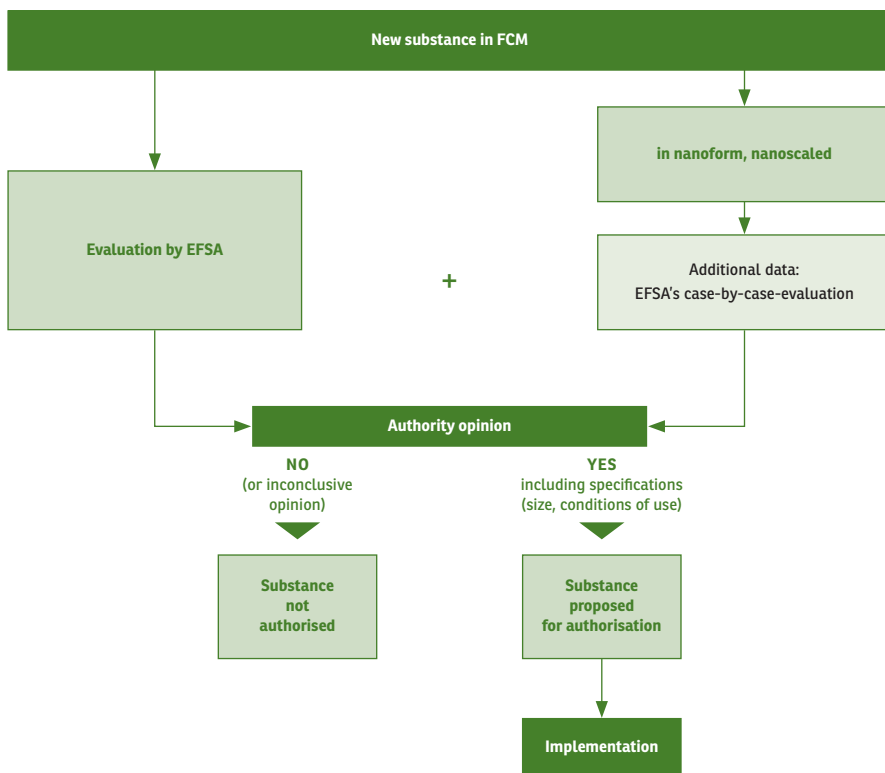 New substance in FCM
in nanoform, nanoscaled
Evaluation by EFSA
+
Additional data:
EFSA's case-by-case-evaluation
Authority opinion
NO
(or inconclusive
opinion)
YES
including specifications
(size, conditions of use)
Substance
not
authorised
Substance
proposed
for authorisation
Implementation